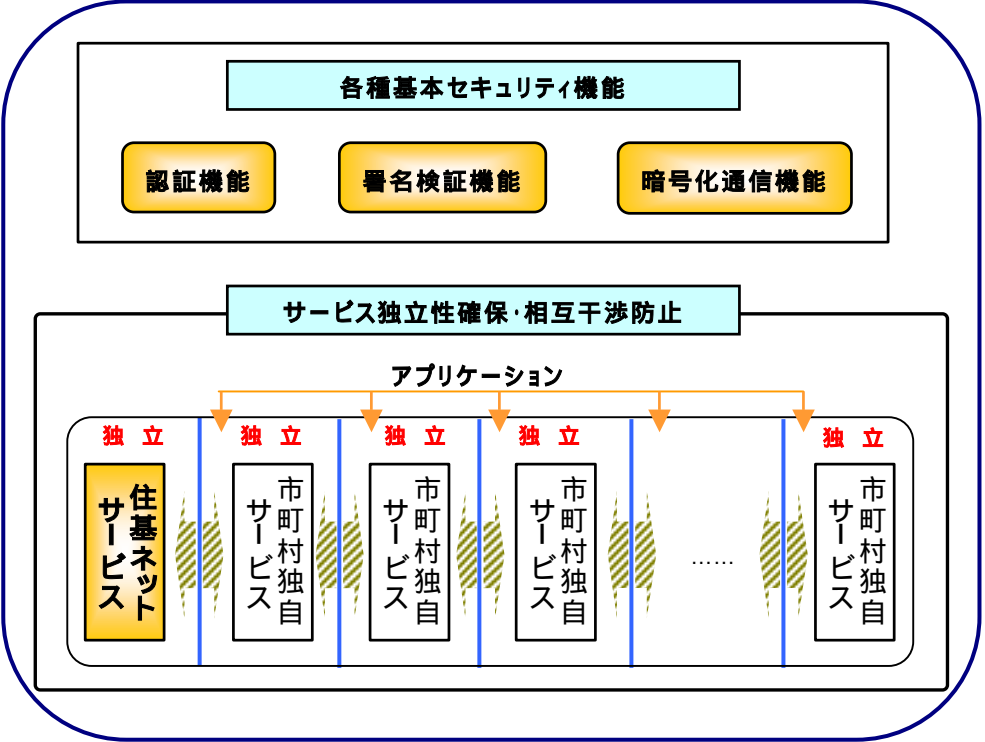 各種基本セキュリティ機能
認証機能
署名検証機能
暗号化通信機能
サービス独立性確保・相互干渉防止
アプリケーション
独 立
独 立
独 立
独 立
独 立
住基ネット
サービス
市町村独自
サービス
市町村独自
サービス
市町村独自
サービス
……
市町村独自
サービス